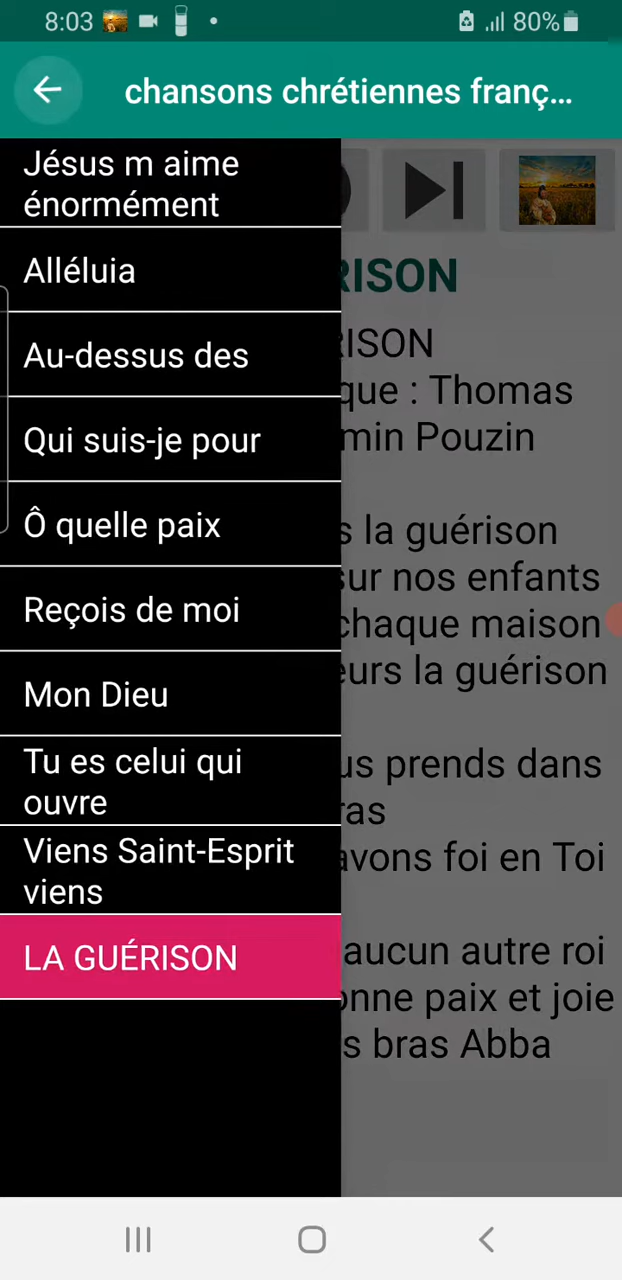 8:03
80%
chansons chrétiennes franç...
Jésus m aime
énormément
Alléluia
Au-dessus des
Qui suis-je pour
Ô quelle paix
Reçois de moi
Mon Dieu
Tu es celui qui
ouvre
Viens Saint-Esprit
viens
LA GUÉRISON
RISON
RISON
que : Thomas
min Pouzin
s la guérison
sur nos enfants
chaque maison
eurs la guérison
us prends dans
ras
avons foi en Toi
aucun autre roi
onne paix et joie
s bras Abba